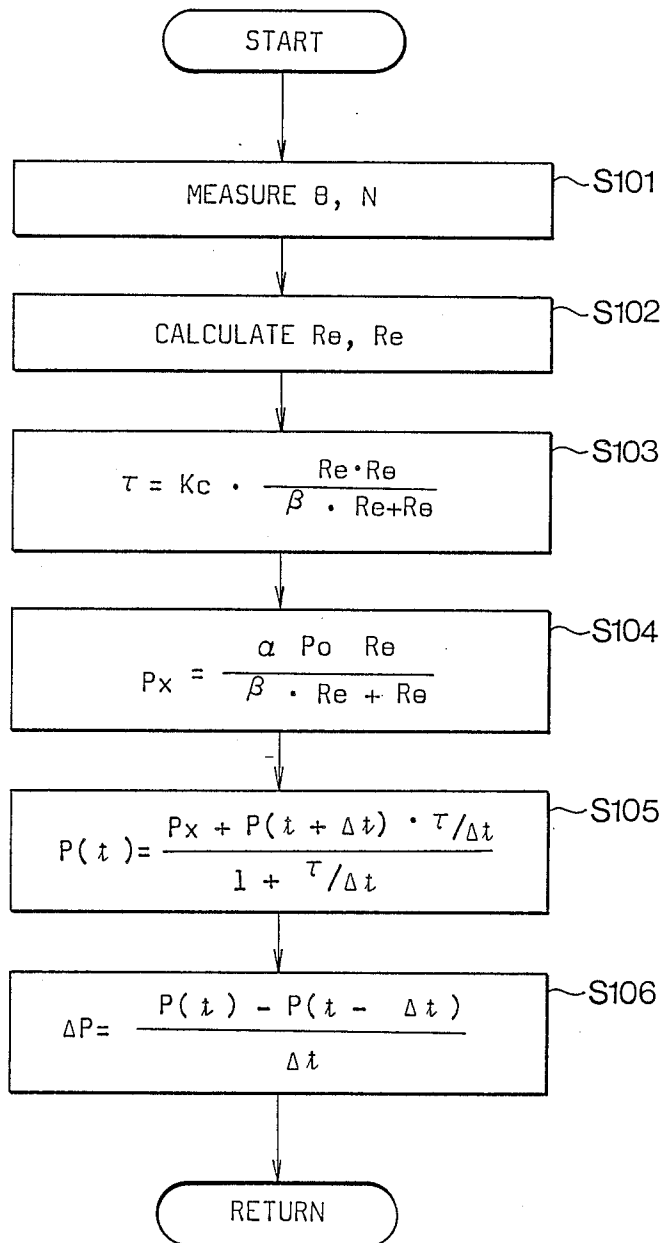 START
MEASURE θ, N
S101
CALCULATE Rθ, Re
S102
τ = Kc · Re·Rθ / β · Re+Rθ
S103
Px = α Po Rθ / β · Re + Rθ
S104
P(t)= Px + P(t + Δt) · τ/Δt / 1 + τ/Δt
S105
ΔP= P(t) - P(t - Δt) / Δt
S106
RETURN